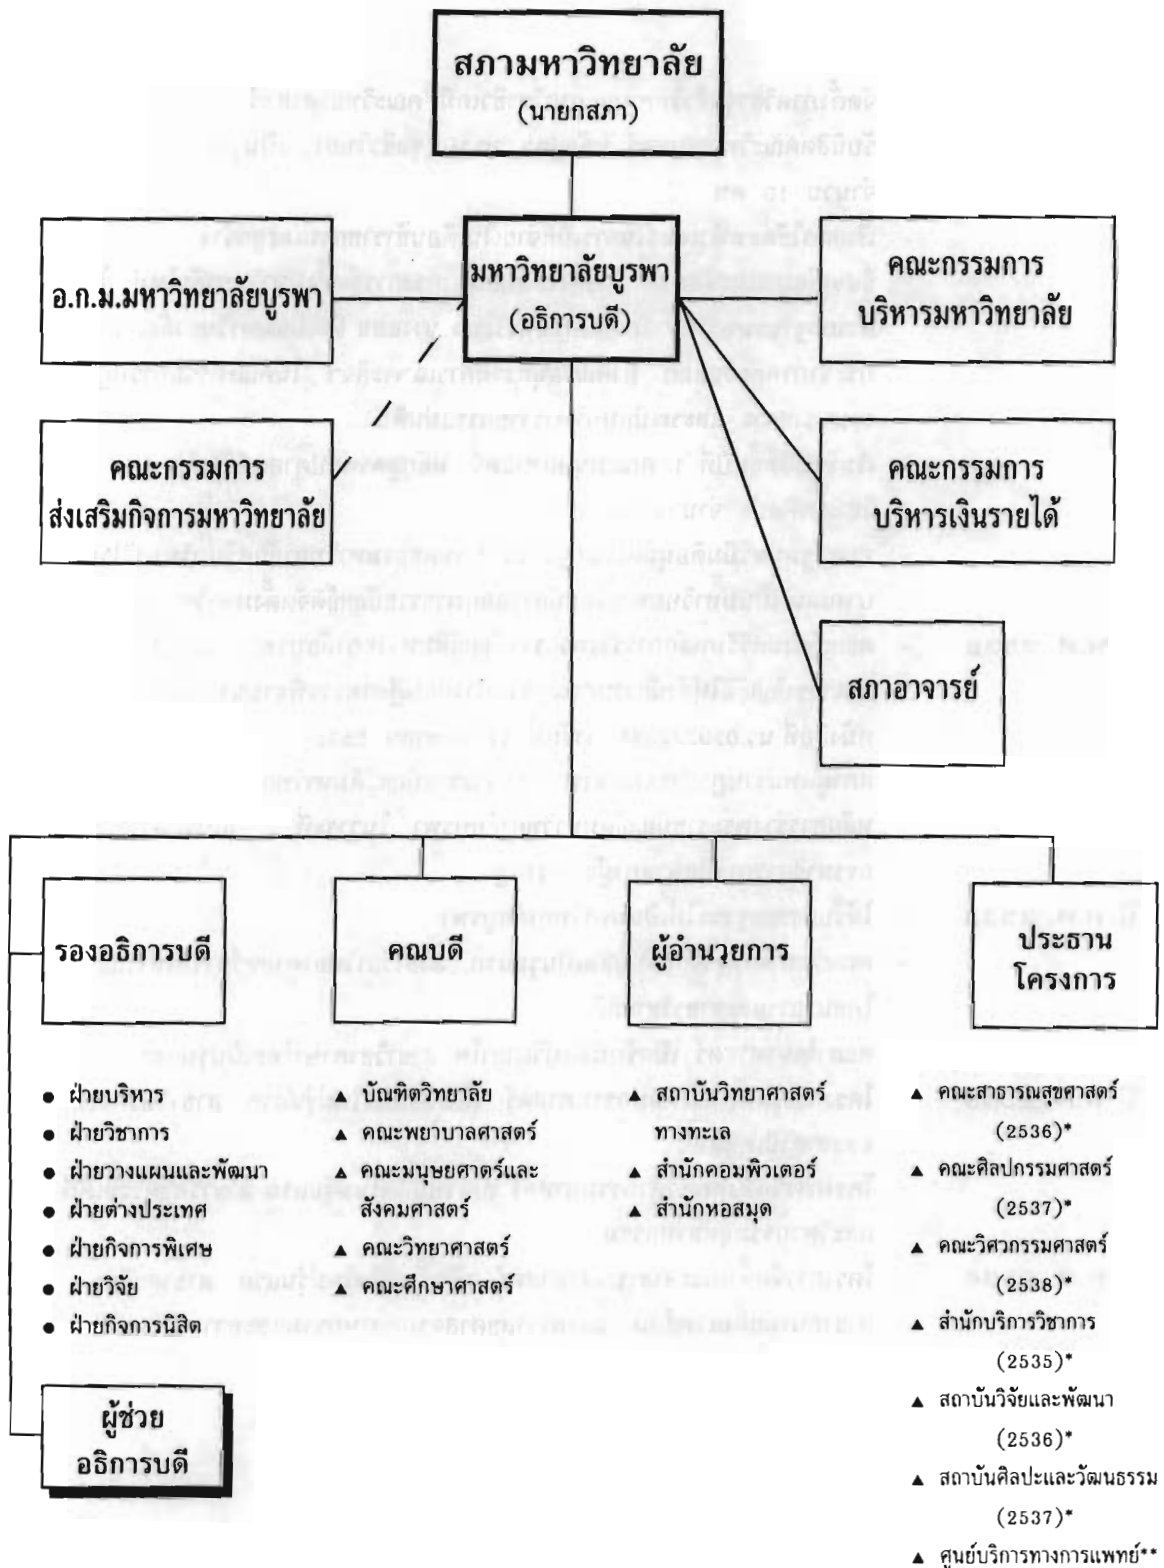 สภามหาวิทยาลัย
(นายกสภา)
อ.ก.ม.มหาวิทยาลัยบูรพา
มหาวิทยาลัยบูรพา
(อธิการบดี)
คณะกรรมการ
บริหารมหาวิทยาลัย
คณะกรรมการ
ส่งเสริมกิจการมหาวิทยาลัย
คณะกรรมการ
บริหารเงินรายได้
สภาอาจารย์
รองอธิการบดี
คณบดี
ผู้อำนวยการ
ประธาน
โครงการ
● ฝ่ายบริหาร
● ฝ่ายวิชาการ
● ฝ่ายวางแผนและพัฒนา
● ฝ่ายต่างประเทศ
● ฝ่ายกิจการพิเศษ
● ฝ่ายวิจัย
● ฝ่ายกิจการนิสิต
▲ บัณฑิตวิทยาลัย
▲ คณะพยาบาลศาสตร์
▲ คณะมนุษยศาตร์และ
สังคมศาสตร์
▲ คณะวิทยาศาสตร์
▲ คณะศึกษาศาสตร์
▲ สถาบันวิทยาศาสตร์
ทางทะเล
▲ สำนักคอมพิวเตอร์
▲ สำนักหอสมุด
▲ คณะสาธารณสุขศาสตร์
(2536)*
▲ คณะศิลปกรรมศาสตร์
(2537)*
▲ คณะวิศวกรรมศาสตร์
(2538)*
▲ สำนักบริการวิชาการ
(2535)*
▲ สถาบันวิจัยและพัฒนา
(2536)*
▲ สถาบันศิลปะและวัฒนธรรม
(2537)*
▲ ศูนย์บริการทางการแพทย์**
ผู้ช่วย
อธิการบดี